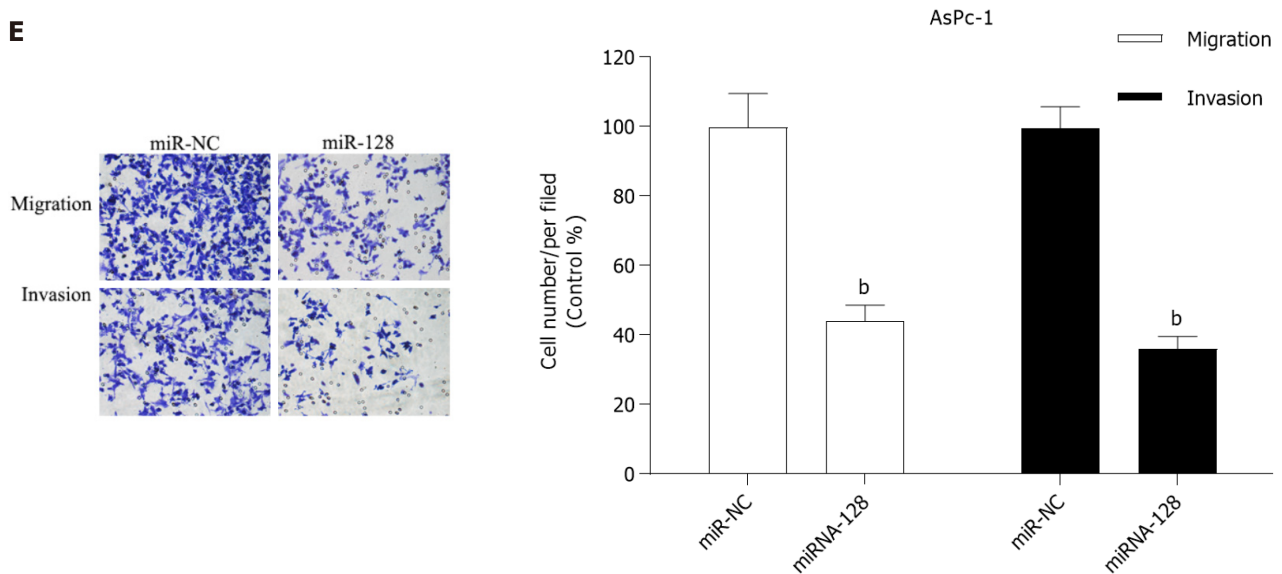 E
miR-NC miR-128
Migration
Invasion
AsPc-1
Migration
Invasion
Cell number/per filed
(Control %)
120
100
80
60
40
20
0
b
b
miR-NC
miRNA-128
miR-NC
miRNA-128